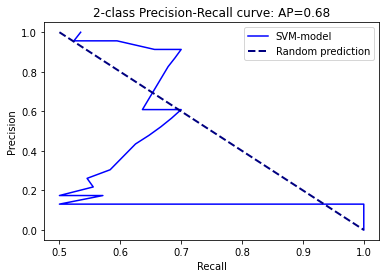 2-class Precision-Recall curve: AP=0.68
SVM-model
Random prediction
Precision
1.0
0.8
0.6
0.4
0.2
0.0
0.5 0.6 0.7 0.8 0.9 1.0
Recall